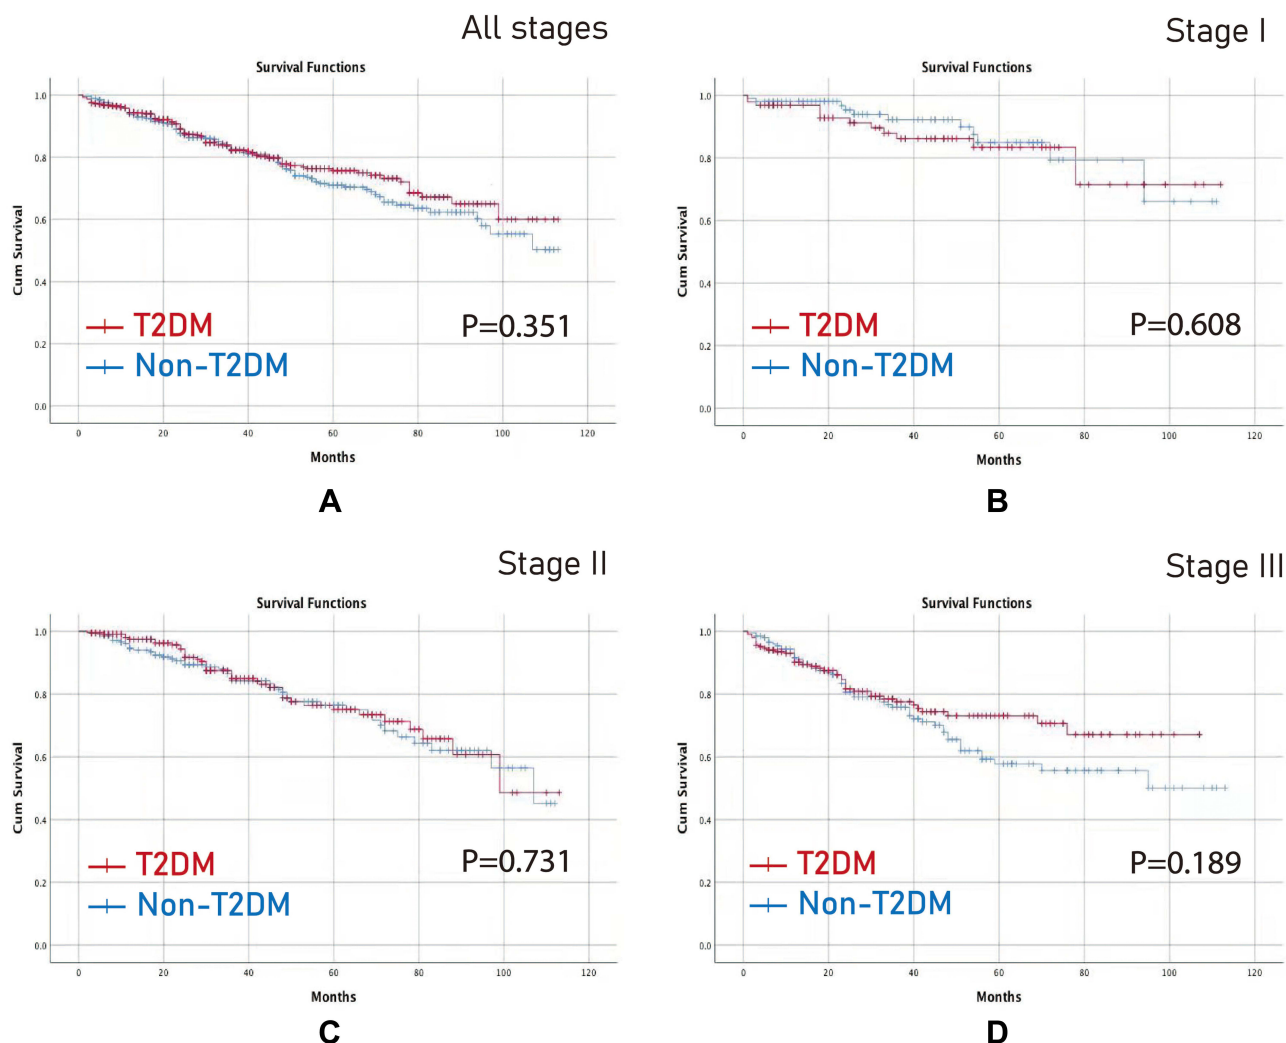 All stages
Survival Functions
Cum Survival
1.0
0.8
0.6
0.4
0.2
0.0
T2DM
Non-T2DM
P=0.351
0 20 40 60 80 100 120
Months
A
Stage I
Survival Functions
Cum Survival
1.0
0.8
0.6
0.4
0.2
0.0
T2DM
Non-T2DM
P=0.608
0 20 40 60 80 100 120
Months
B
Stage II
Survival Functions
Cum Survival
1.0
0.8
0.6
0.4
0.2
0.0
T2DM
Non-T2DM
P=0.731
0 20 40 60 80 100 120
Months
C
Stage III
Survival Functions
Cum Survival
1.0
0.8
0.6
0.4
0.2
0.0
T2DM
Non-T2DM
P=0.189
0 20 40 60 80 100 120
Months
D